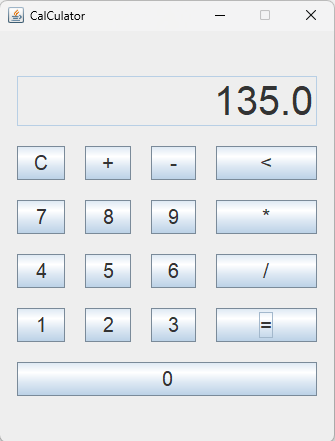 CalCulator
135.0
C + - <
7 8 9 *
4 5 6 /
1 2 3 =
0